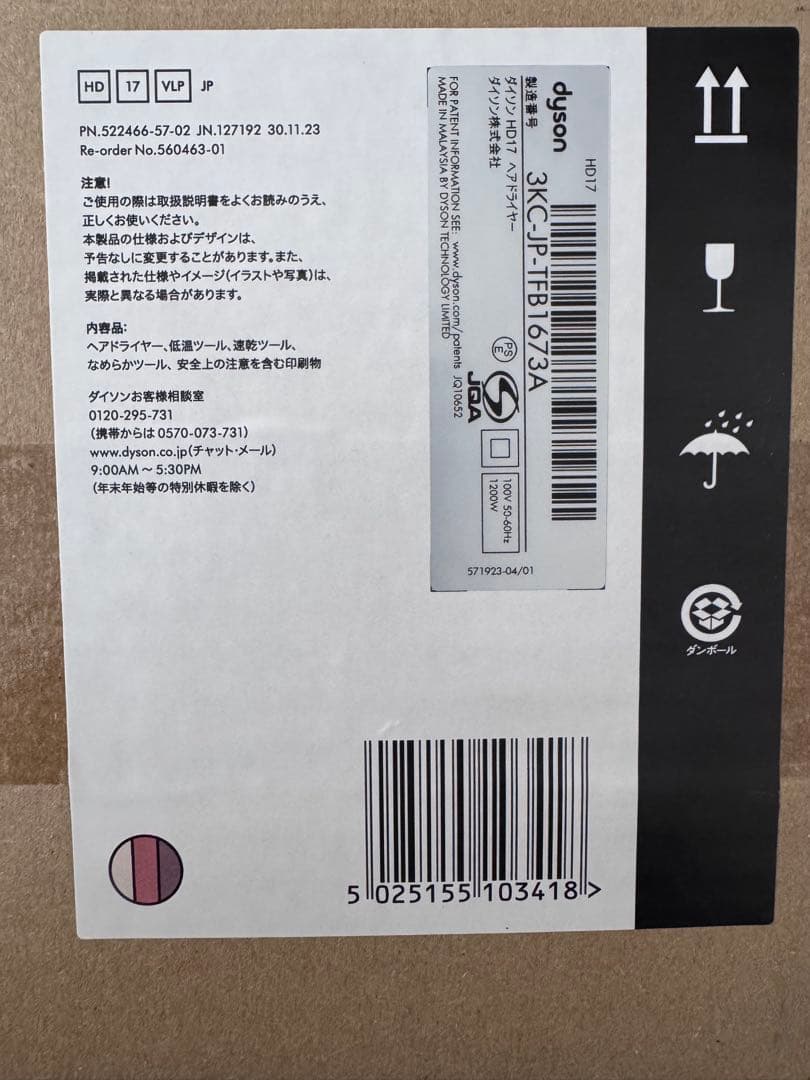 HD 17 VLP JP
PN.522466-57-02 JN.127192 30.11.23
Re-order No.560463-01
注意!
ご使用の際は取扱説明書をよくお読みのうえ、
正しくお使いください。
本製品の仕様およびデザインは、
予告なしに変更することがあります。また、
掲載された仕様やイメージ(イラストや写真)は、
実際と異なる場合があります。
内容品:
ヘアドライヤー、低温ツール、速乾ツール、
なめらかツール、安全上の注意を含む印刷物
ダイソンお客様相談室
0120-295-731
(携帯からは 0570-073-731)
www.dyson.co.jp(チャット・メール)
9:00AM ~ 5:30PM
(年末年始等の特別休暇を除く)
HD17
dyson
製造番号 3KC-JP-TFB1673A
ダイソン HD17 ヘアドライヤー
ダイソン株式会社
FOR PATENT INFORMATION SEE: www.dyson.com/patents JQ10652
MADE IN MALAYSIA BY DYSON TECHNOLOGY LIMITED
PS
E
JQA
100V 50-60Hz
1200W
571923-04/01
ダンボール
5 025155 103418 >